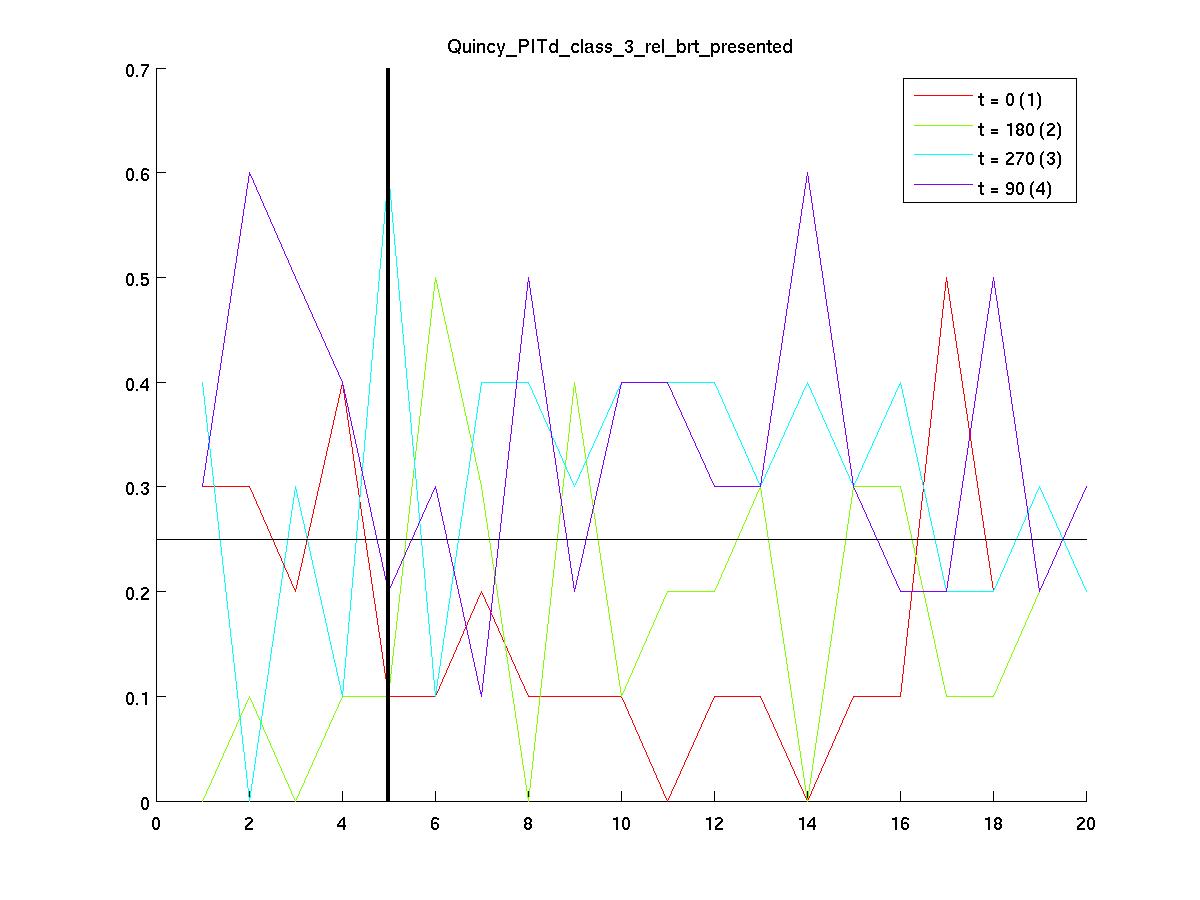 Quincy_PITd_class_3_rel_brt_presented
0.7
0.6
0.5
0.4
0.3
0.2
0.1
0
t = 0 (1)
t = 180 (2)
t = 270 (3)
t = 90 (4)
0 2 4 6 8 10 12 14 16 18 20